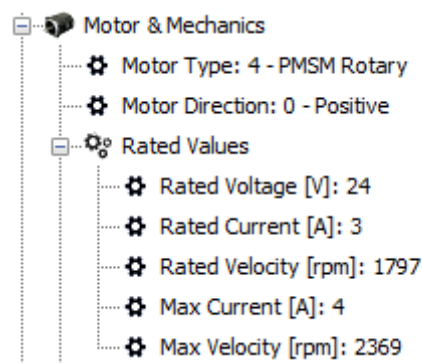 Motor & Mechanics
Motor Type: 4 - PMSM Rotary
Motor Direction: 0 - Positive
Rated Values
Rated Voltage [V]: 24
Rated Current [A]: 3
Rated Velocity [rpm]: 1797
Max Current [A]: 4
Max Velocity [rpm]: 2369